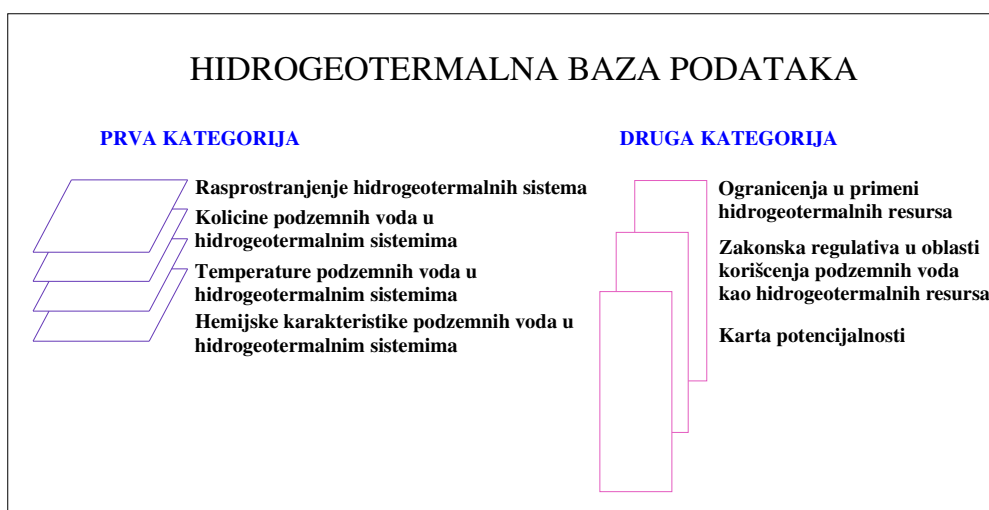 HIDROGEOTERMALNA BAZA PODATAKA
PRVA KATEGORIJA
Rasprostranjenje hidrogeotermalnih sistema
Kolicine podzemnih voda u
hidrogeotermalnim sistemima
Temperature podzemnih voda u
hidrogeotermalnim sistemima
Hemijske karakteristike podzemnih voda u
hidrogeotermalnim sistemima
DRUGA KATEGORIJA
Ogranicenja u primeni
hidrogeotermalnih resursa
Zakonska regulativa u oblasti
korišcenja podzemnih voda
kao hidrogeotermalnih resursa
Karta potencijalnosti